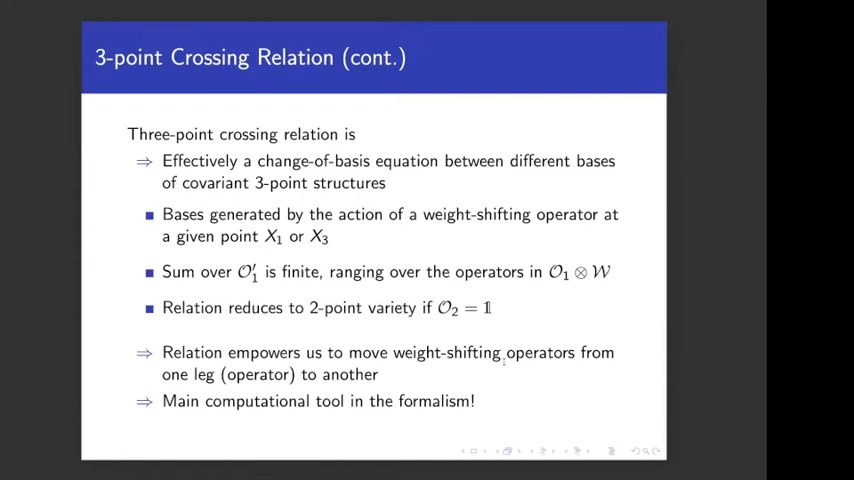 3-point Crossing Relation (cont.)
Three-point crossing relation is
⇒ Effectively a change-of-basis equation between different bases
of covariant 3-point structures
■ Bases generated by the action of a weight-shifting operator at
a given point X₁ or X₃
■ Sum over 𝒪′₁ is finite, ranging over the operators in 𝒪₁ ⊗ 𝒲
■ Relation reduces to 2-point variety if 𝒪₂ = 𝟙
⇒ Relation empowers us to move weight-shifting operators from
one leg (operator) to another
⇒ Main computational tool in the formalism!